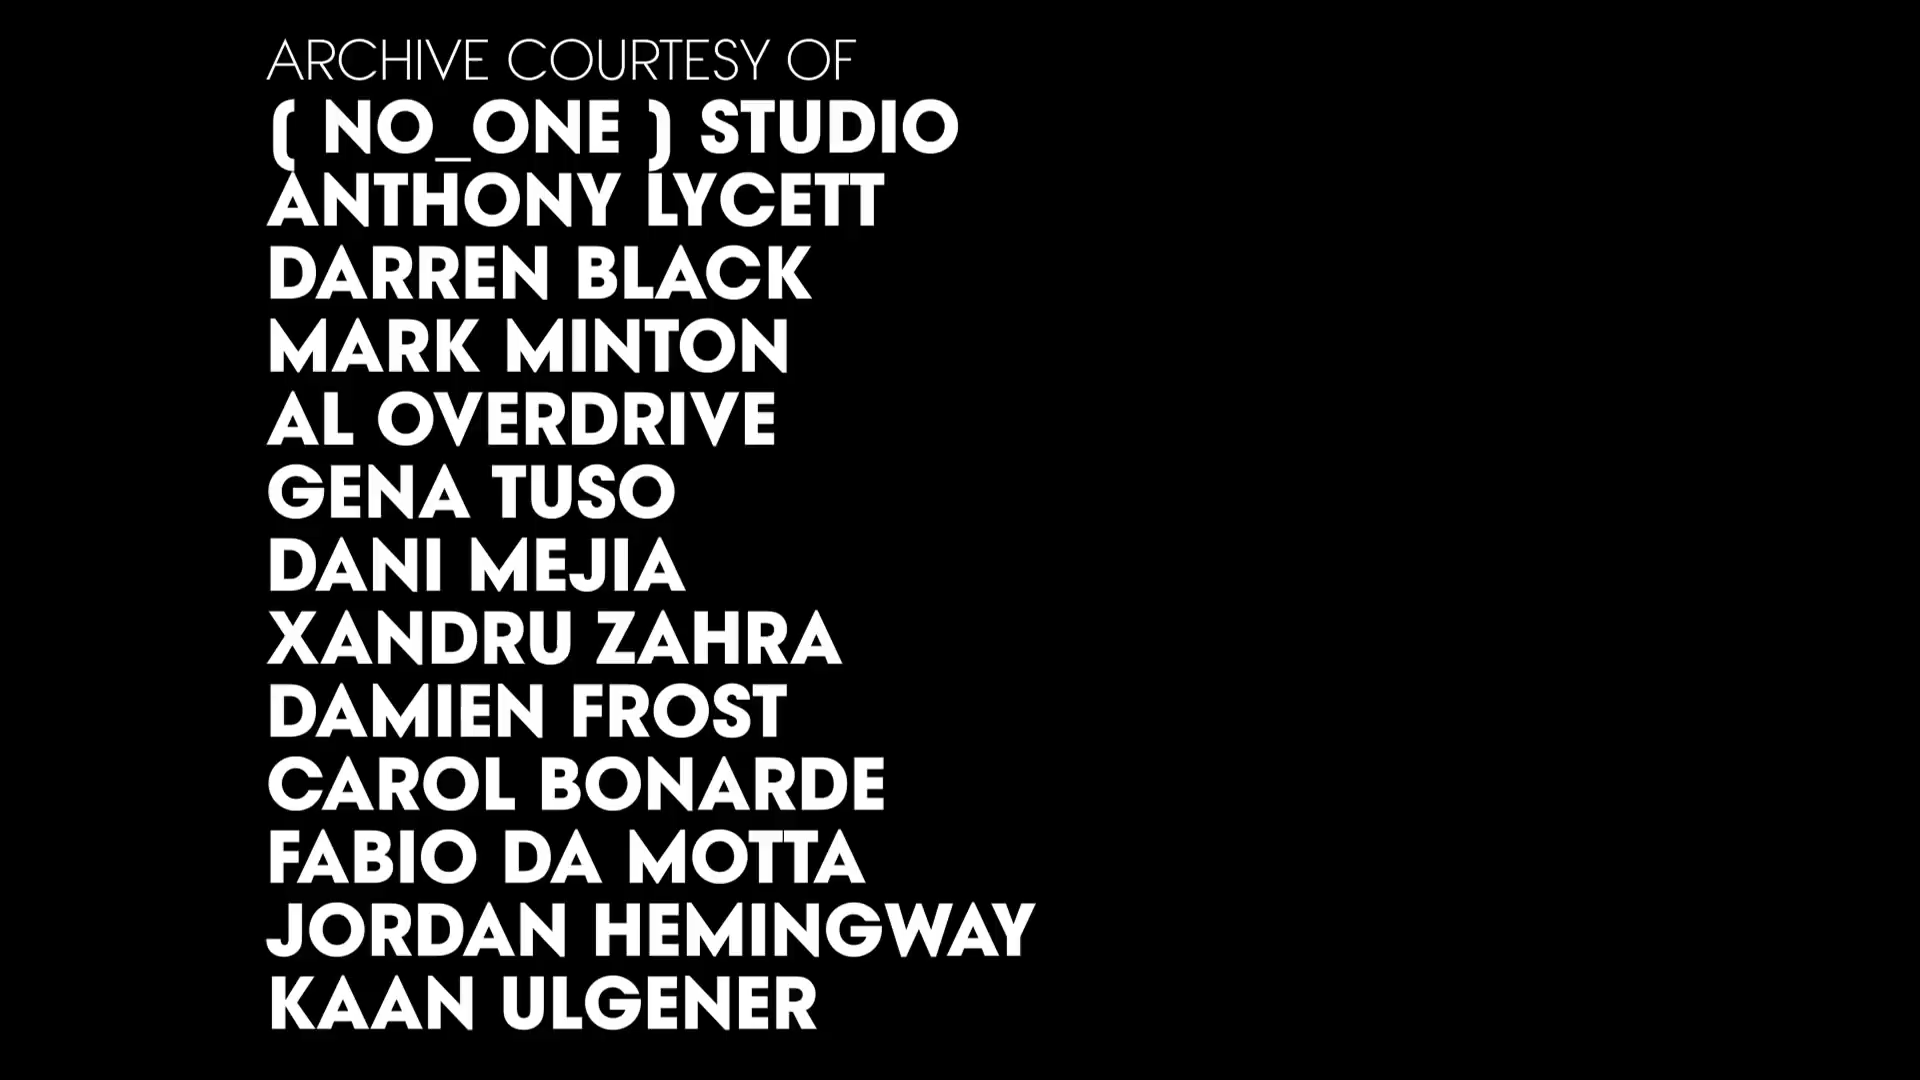 ARCHIVE COURTESY OF
( NO_ONE ) STUDIO
ANTHONY LYCETT
DARREN BLACK
MARK MINTON
AL OVERDRIVE
GENA TUSO
DANI MEJIA
XANDRU ZAHRA
DAMIEN FROST
CAROL BONARDE
FABIO DA MOTTA
JORDAN HEMINGWAY
KAAN ULGENER